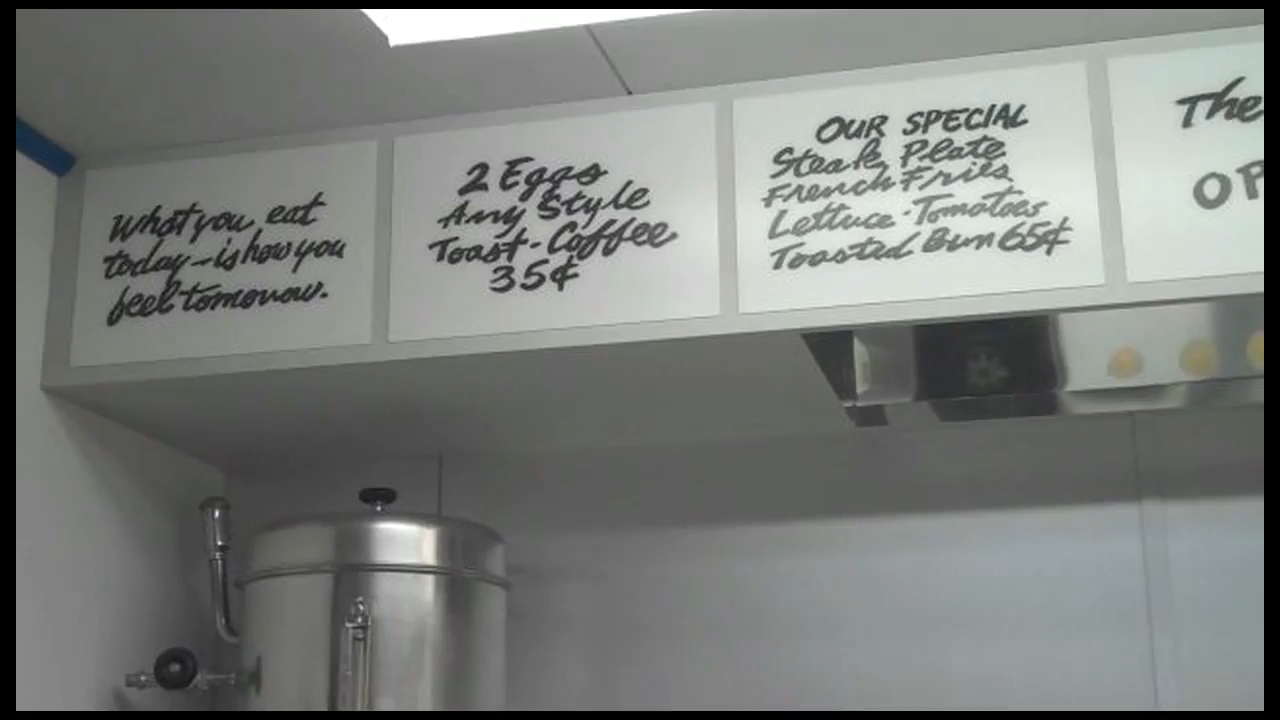 What you eat
today - is how you
feel tomorrow.
2 Eggs
Any Style
Toast - Coffee
35¢
OUR SPECIAL
Steak Plate
French Fries
Lettuce - Tomatoes
Toasted Bun 65¢
The